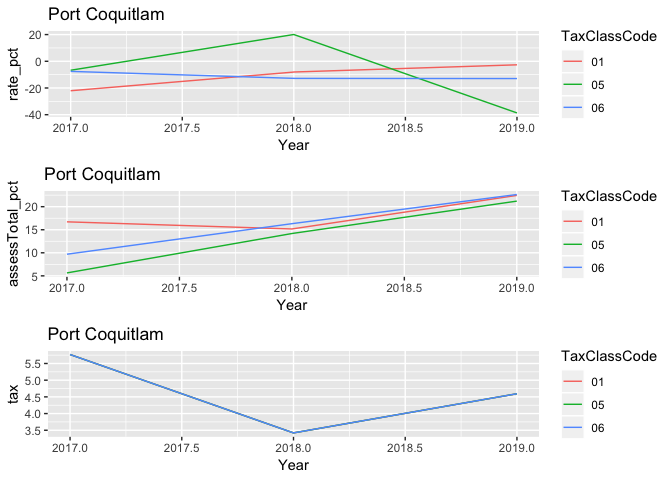 Port Coquitlam
rate_pct
20
0
-20
-40
2017.0 2017.5 2018.0 2018.5 2019.0
Year
TaxClassCode
01
05
06
Port Coquitlam
assessTotal_pct
20
15
10
5
2017.0 2017.5 2018.0 2018.5 2019.0
Year
TaxClassCode
01
05
06
Port Coquitlam
tax
5.5
5.0
4.5
4.0
3.5
2017.0 2017.5 2018.0 2018.5 2019.0
Year
TaxClassCode
01
05
06